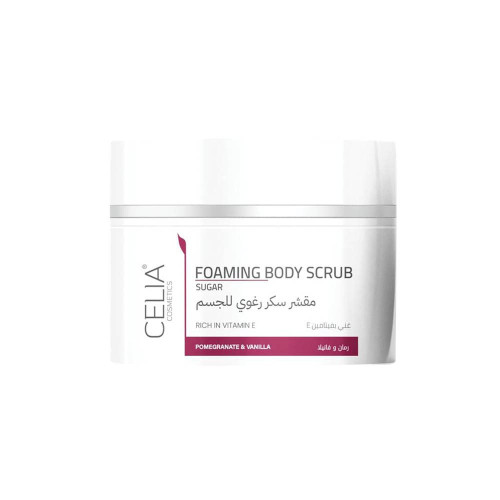 CELIA®
COSMETICS
FOAMING BODY SCRUB
SUGAR
مقشر سكر رغوي للجسم
RICH IN VITAMIN E
غني بفيتامين E
POMEGRANATE & VANILLA
رمان و فانيلا